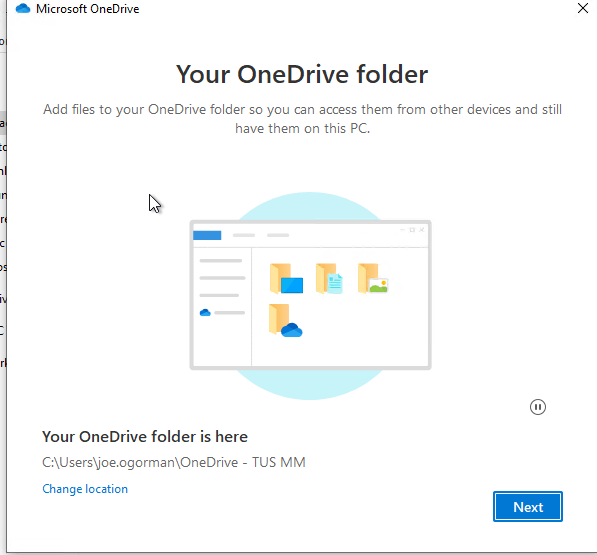 Microsoft OneDrive
Your OneDrive folder
Add files to your OneDrive folder so you can access them from other devices and still
have them on this PC.
Your OneDrive folder is here
C:\Users\joe.ogorman\OneDrive - TUS MM
Change location
Next